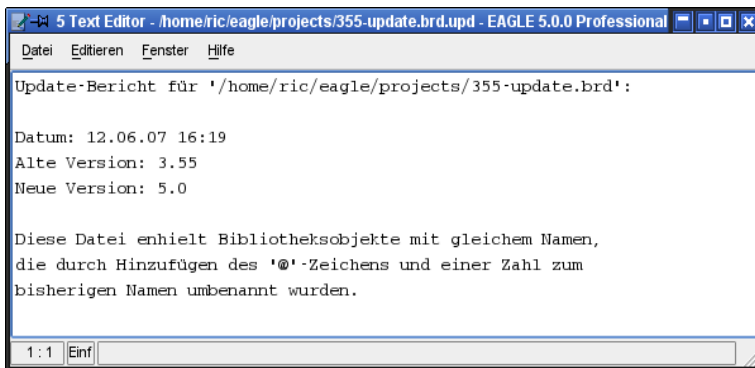 5 Text Editor - /home/ric/eagle/projects/355-update.brd.upd - EAGLE 5.0.0 Professional
Datei Editieren Fenster Hilfe
Update-Bericht für '/home/ric/eagle/projects/355-update.brd':
Datum: 12.06.07 16:19
Alte Version: 3.55
Neue Version: 5.0
Diese Datei enhielt Bibliotheksobjekte mit gleichem Namen,
die durch Hinzufügen des '@'-Zeichens und einer Zahl zum
bisherigen Namen umbenannt wurden.
1 : 1 Einf